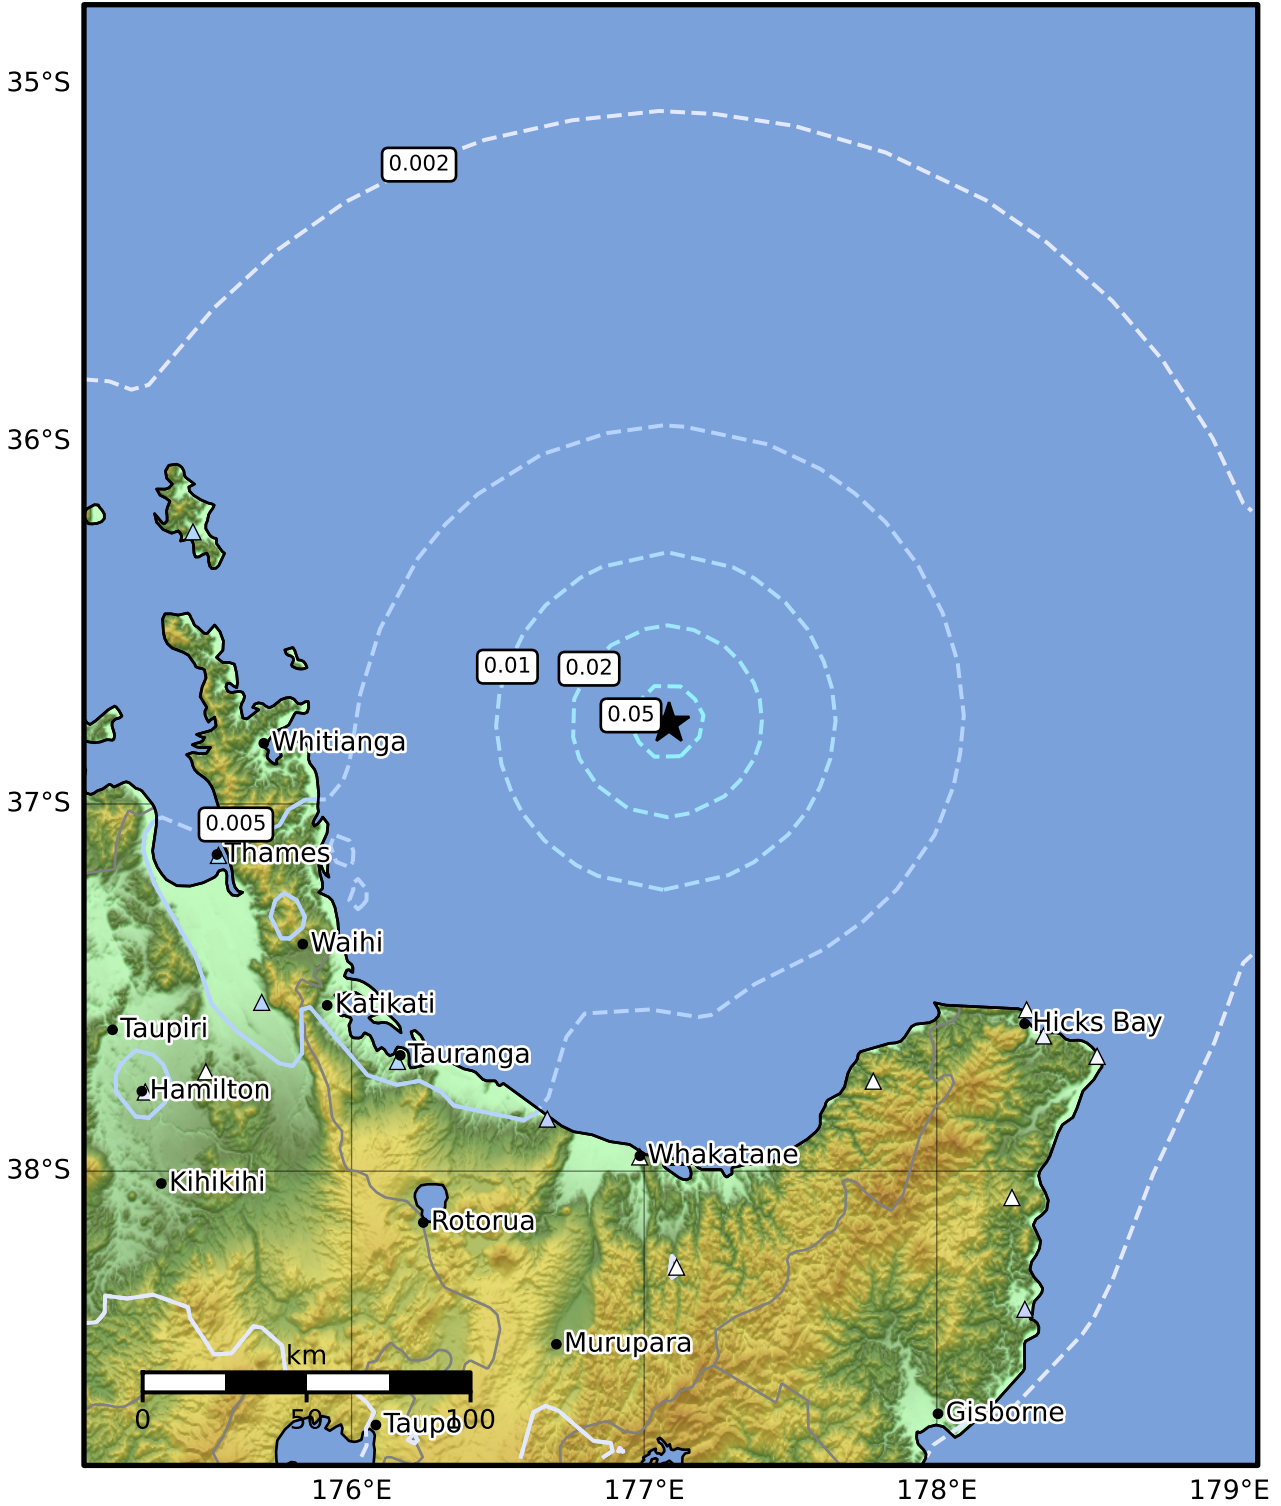 35°S
0.002
36°S
0.01
0.02
0.05
Whitianga
37°S
0.005
Thames
Waihi
Katikati
Taupiri
Hicks Bay
Tauranga
Hamilton
Whakatane
38°S
Kihikihi
Rotorua
Murupara
km
0 50 100
Taupo
Gisborne
176°E 177°E 178°E 179°E